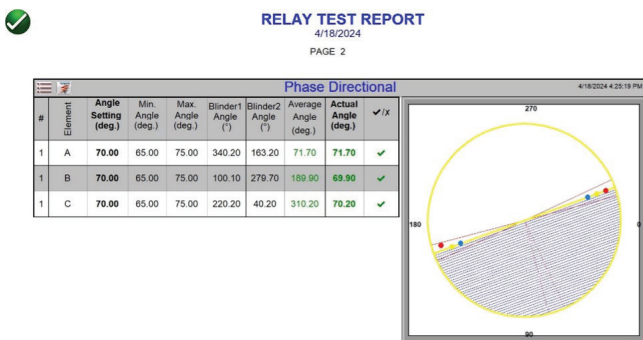 RELAY TEST REPORT
4/18/2024
PAGE 2
Phase Directional
4/18/2024 4:25:19 PM
# Element Angle Setting (deg.) Min. Angle (deg.) Max. Angle (deg.) Blinder1 Angle (°) Blinder2 Angle (°) Average Angle (deg.) Actual Angle (deg.) ✔/x
1 A 70.00 65.00 75.00 340.20 163.20 71.70 71.70 ✔
1 B 70.00 65.00 75.00 100.10 279.70 189.90 69.90 ✔
1 C 70.00 65.00 75.00 220.20 40.20 310.20 70.20 ✔
270
180
0
90